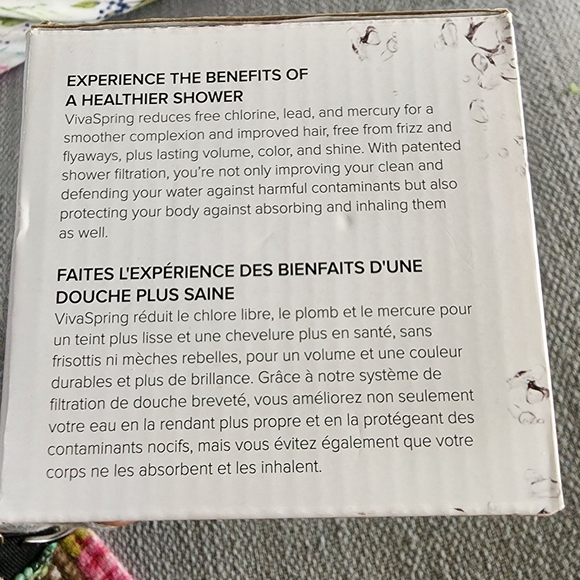 EXPERIENCE THE BENEFITS OF
A HEALTHIER SHOWER
VivaSpring reduces free chlorine, lead, and mercury for a
smoother complexion and improved hair, free from frizz and
flyaways, plus lasting volume, color, and shine. With patented
shower filtration, you're not only improving your clean and
defending your water against harmful contaminants but also
protecting your body against absorbing and inhaling them
as well.
FAITES L'EXPÉRIENCE DES BIENFAITS D'UNE
DOUCHE PLUS SAINE
VivaSpring réduit le chlore libre, le plomb et le mercure pour
un teint plus lisse et une chevelure plus en santé, sans
frisottis ni mèches rebelles, pour un volume et une couleur
durables et plus de brillance. Grâce à notre système de
filtration de douche breveté, vous améliorez non seulement
votre eau en la rendant plus propre et en la protégeant des
contaminants nocifs, mais vous évitez également que votre
corps ne les absorbent et les inhalent.